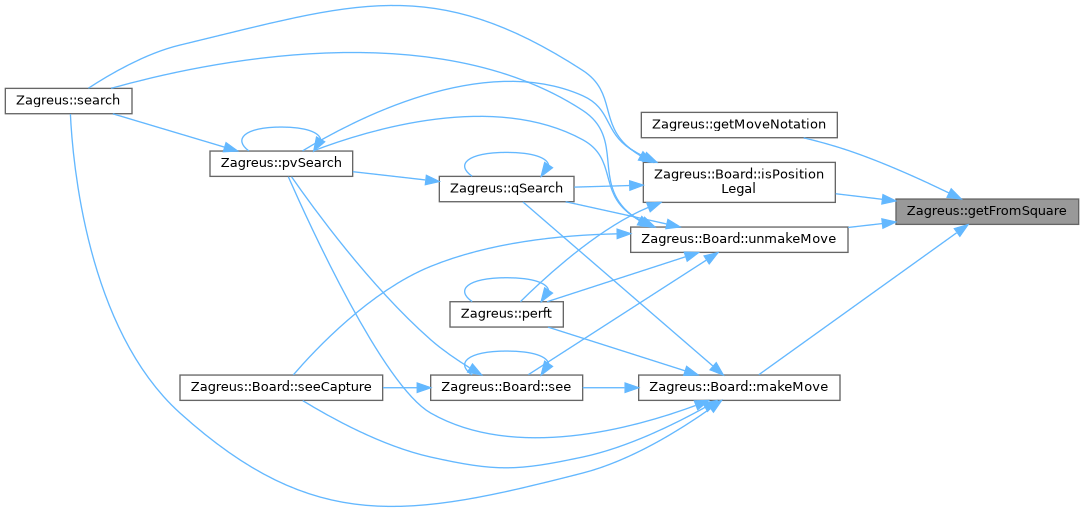 Zagreus::search
Zagreus::getMoveNotation
Zagreus::pvSearch
Zagreus::Board::isPosition
Legal
Zagreus::qSearch
Zagreus::getFromSquare
Zagreus::Board::unmakeMove
Zagreus::perft
Zagreus::Board::seeCapture
Zagreus::Board::see
Zagreus::Board::makeMove